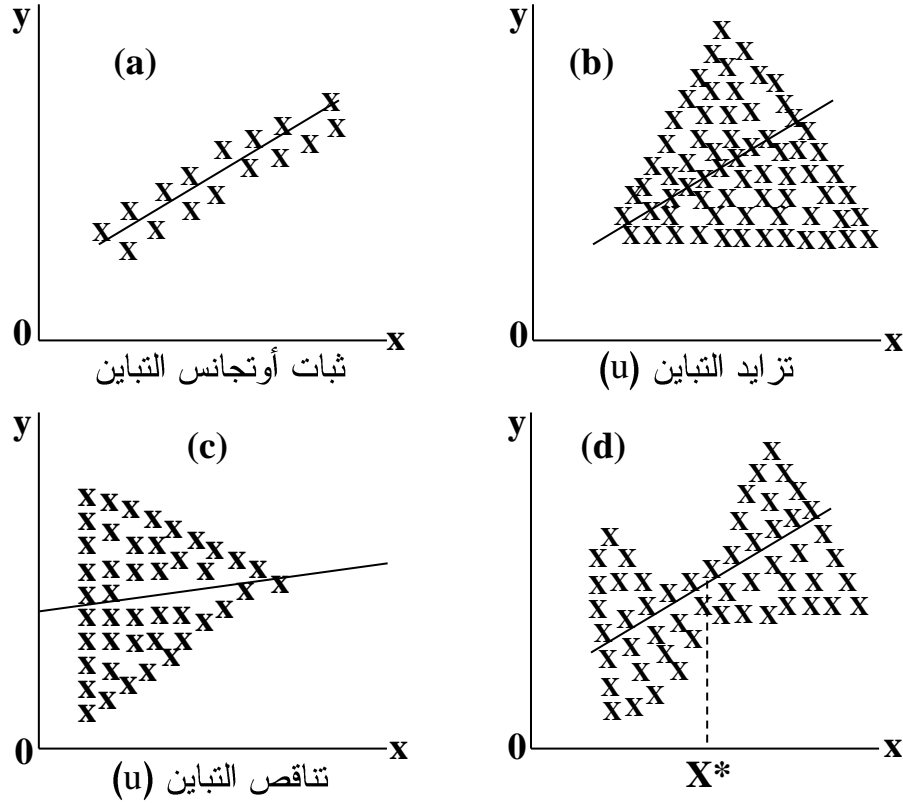 y
(a)
0
x
ثبات أوتجانس التباين
y
(b)
0
x
تزايد التباين (u)
y
(c)
0
x
تناقص التباين (u)
y
(d)
0
x
X*